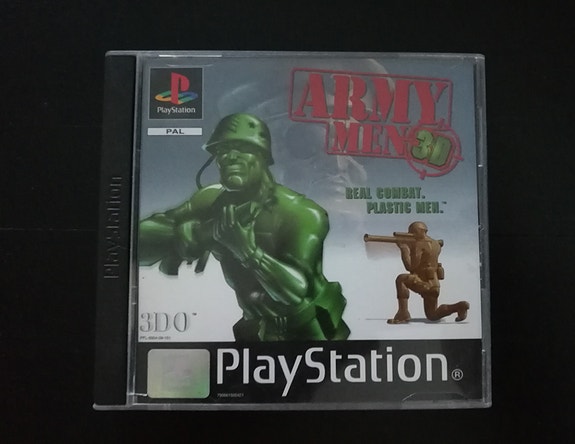 PlayStation
PlayStation
PAL
ARMY
MEN 3D
REAL COMBAT.
PLASTIC MEN.™
3DO™
PlayStation®